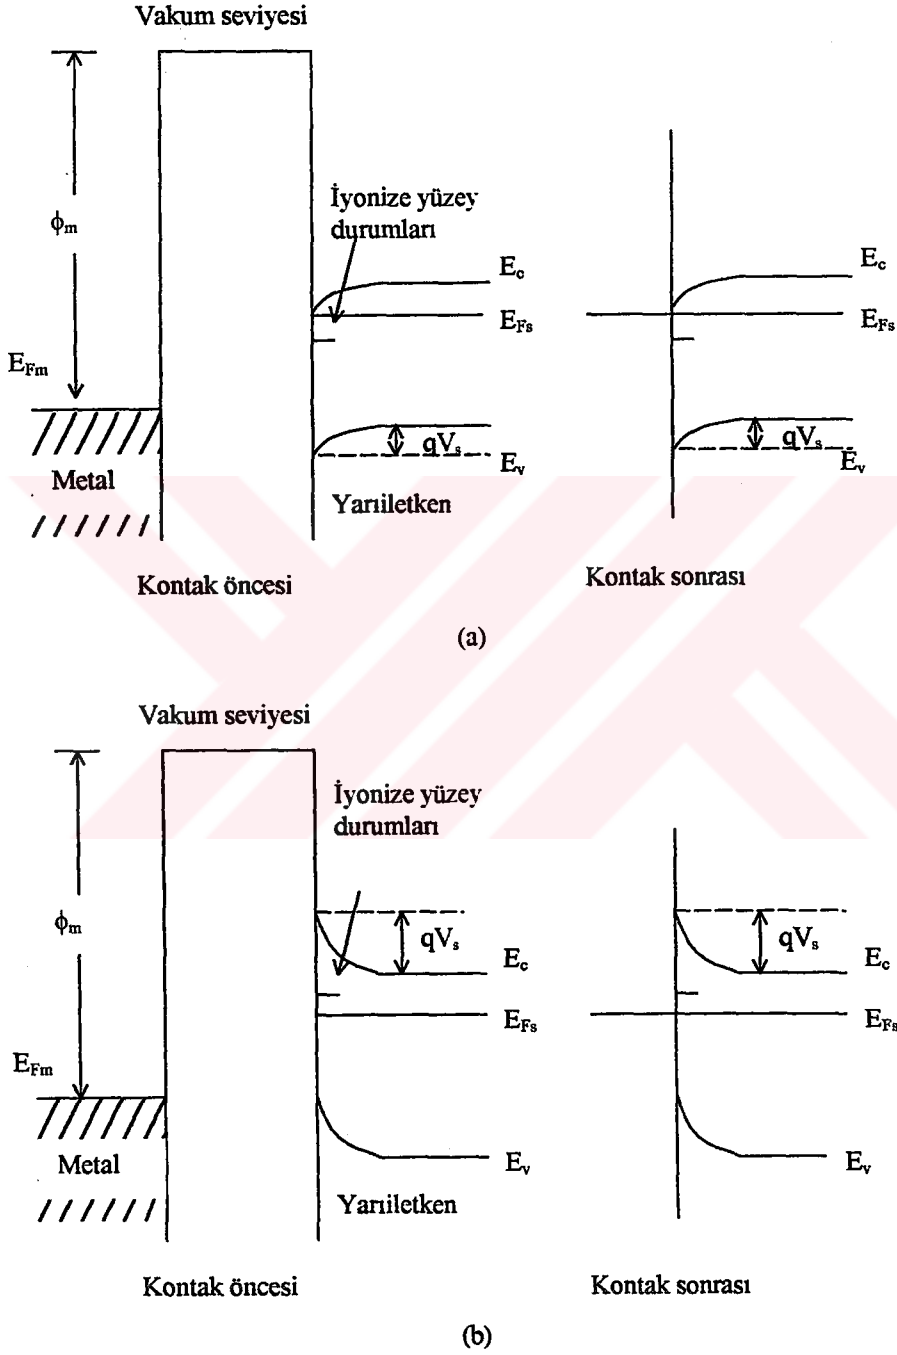 Vakum seviyesi
İyonize yüzey
durumları
ϕm
Ec
Ec
EFs
EFs
EFm
qVs
qVs
Metal
Ev
Ev
Yarıiletken
Kontak öncesi
Kontak sonrası
(a)
Vakum seviyesi
İyonize yüzey
durumları
ϕm
qVs
qVs
Ec
Ec
EFs
EFs
EFm
Metal
Ev
Ev
Yarıiletken
Kontak öncesi
Kontak sonrası
(b)